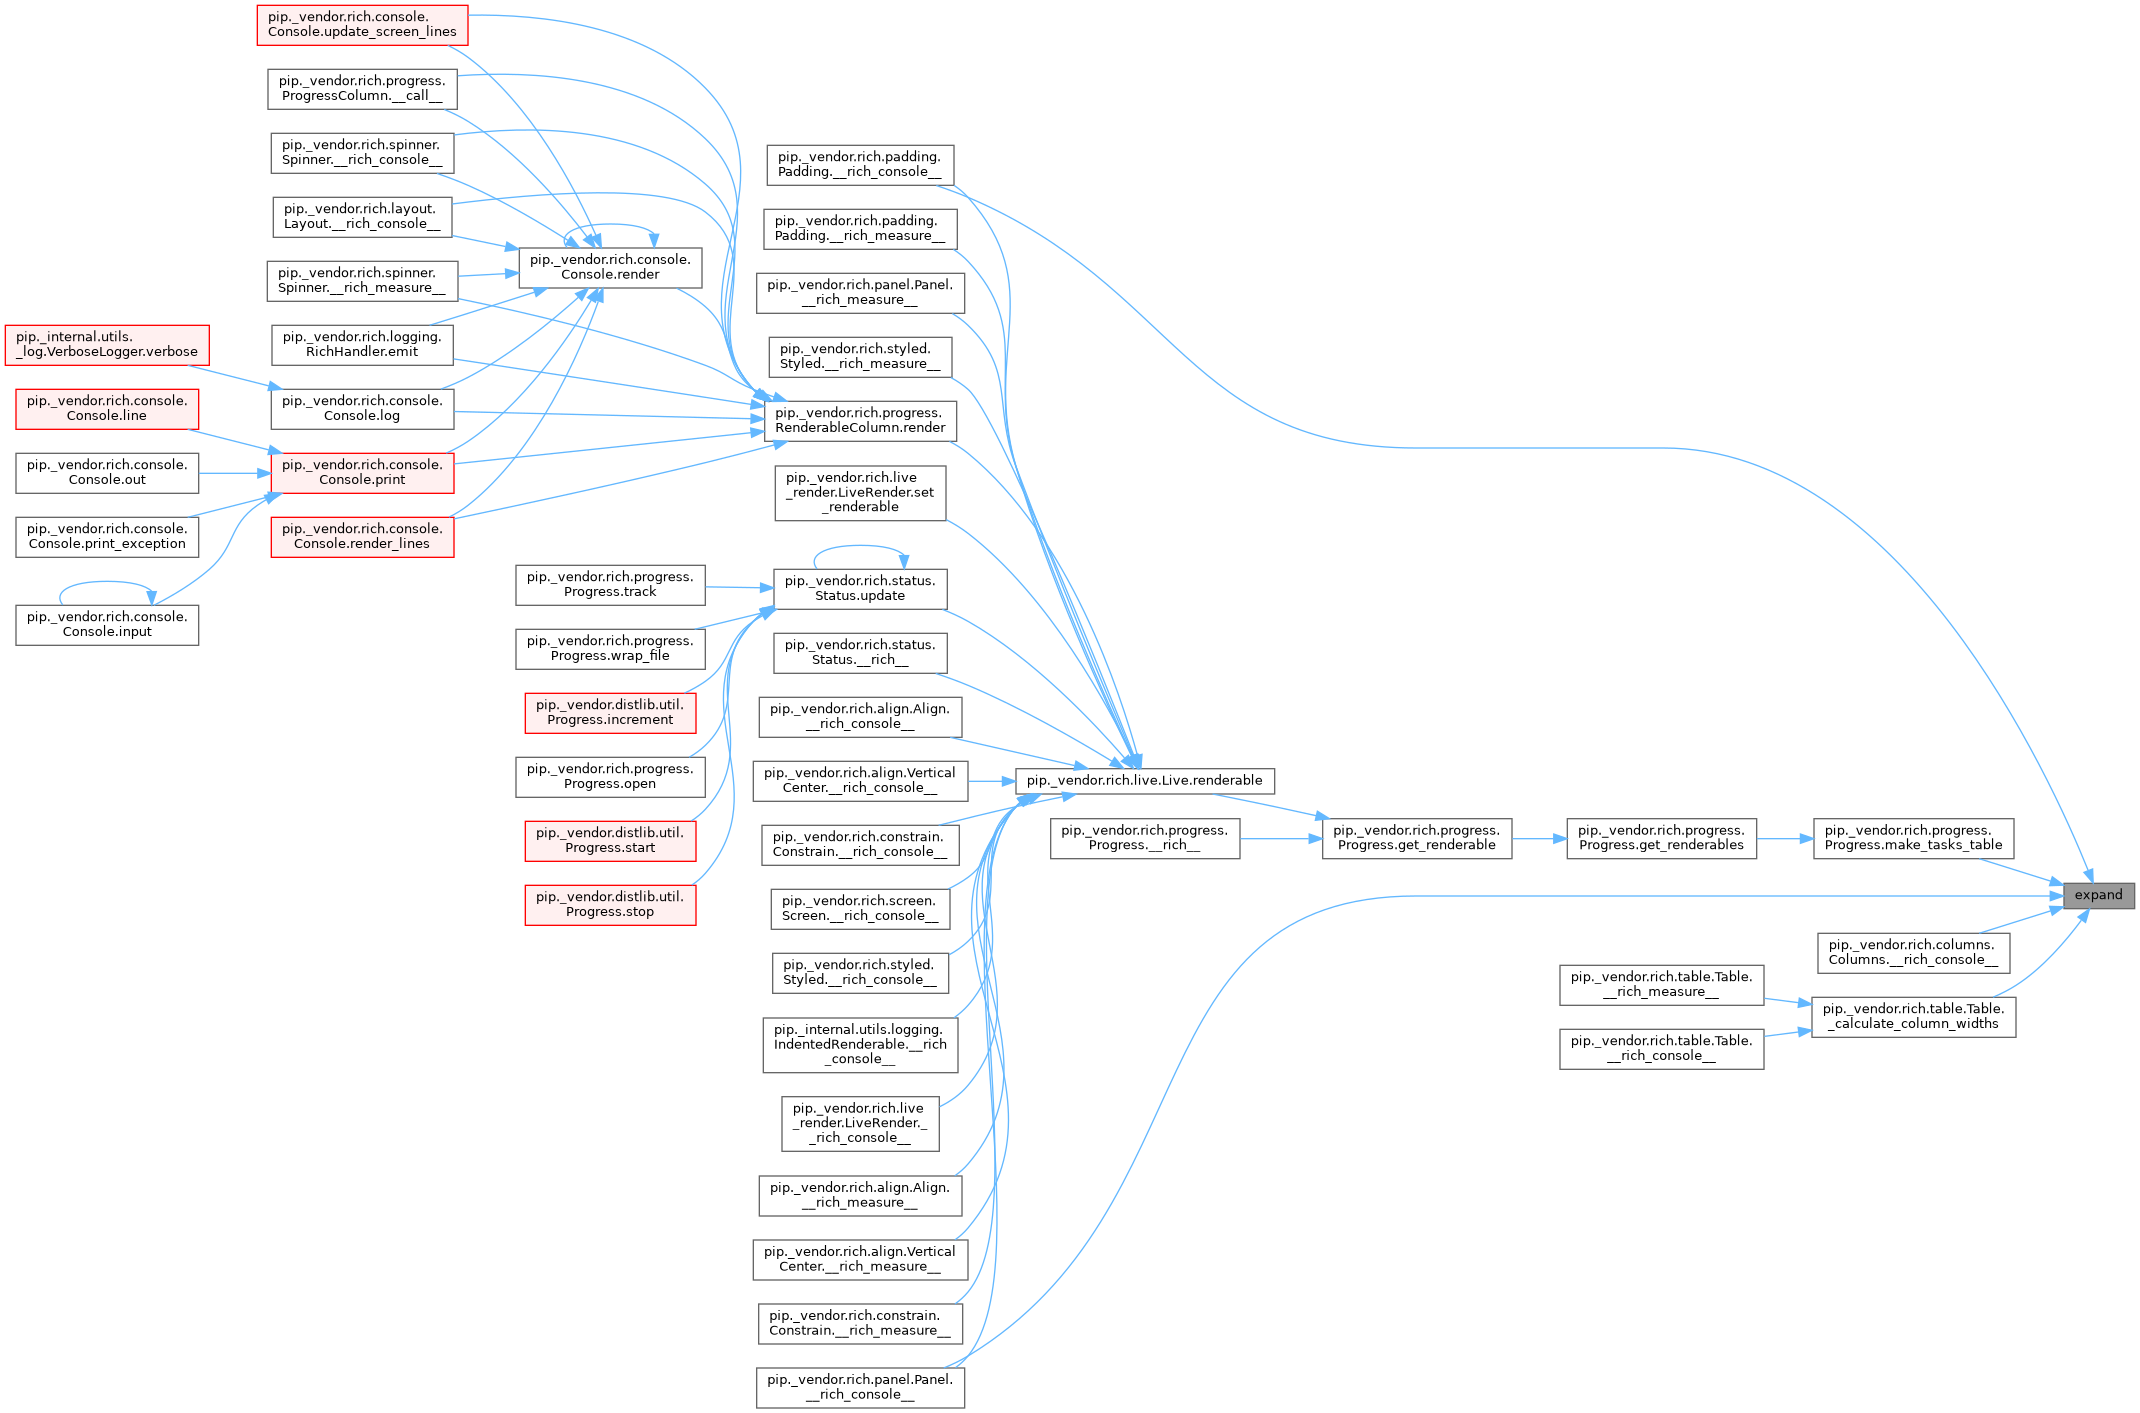 pip._vendor.rich.console.
Console.update_screen_lines
pip._vendor.rich.progress.
ProgressColumn.__call__
pip._vendor.rich.spinner.
Spinner.__rich_console__
pip._vendor.rich.layout.
Layout.__rich_console__
pip._vendor.rich.spinner.
Spinner.__rich_measure__
pip._vendor.rich.logging.
RichHandler.emit
pip._vendor.rich.console.
Console.log
pip._vendor.rich.console.
Console.print
pip._vendor.rich.console.
Console.render_lines
pip._internal.utils.
_log.VerboseLogger.verbose
pip._vendor.rich.console.
Console.line
pip._vendor.rich.console.
Console.out
pip._vendor.rich.console.
Console.print_exception
pip._vendor.rich.console.
Console.input
pip._vendor.rich.console.
Console.render
pip._vendor.rich.progress.
Progress.track
pip._vendor.rich.progress.
Progress.wrap_file
pip._vendor.distlib.util.
Progress.increment
pip._vendor.rich.progress.
Progress.open
pip._vendor.distlib.util.
Progress.start
pip._vendor.distlib.util.
Progress.stop
pip._vendor.rich.padding.
Padding.__rich_console__
pip._vendor.rich.padding.
Padding.__rich_measure__
pip._vendor.rich.panel.Panel.
__rich_measure__
pip._vendor.rich.styled.
Styled.__rich_measure__
pip._vendor.rich.progress.
RenderableColumn.render
pip._vendor.rich.live
_render.LiveRender.set
_renderable
pip._vendor.rich.status.
Status.update
pip._vendor.rich.status.
Status.__rich__
pip._vendor.rich.align.Align.
__rich_console__
pip._vendor.rich.align.Vertical
Center.__rich_console__
pip._vendor.rich.constrain.
Constrain.__rich_console__
pip._vendor.rich.screen.
Screen.__rich_console__
pip._vendor.rich.styled.
Styled.__rich_console__
pip._internal.utils.logging.
IndentedRenderable.__rich
_console__
pip._vendor.rich.live
_render.LiveRender._
_rich_console__
pip._vendor.rich.align.Align.
__rich_measure__
pip._vendor.rich.align.Vertical
Center.__rich_measure__
pip._vendor.rich.constrain.
Constrain.__rich_measure__
pip._vendor.rich.panel.Panel.
__rich_console__
pip._vendor.rich.live.Live.renderable
pip._vendor.rich.progress.
Progress.__rich__
pip._vendor.rich.progress.
Progress.get_renderable
pip._vendor.rich.progress.
Progress.get_renderables
pip._vendor.rich.progress.
Progress.make_tasks_table
expand
pip._vendor.rich.columns.
Columns.__rich_console__
pip._vendor.rich.table.Table.
_calculate_column_widths
pip._vendor.rich.table.Table.
__rich_measure__
pip._vendor.rich.table.Table.
__rich_console__